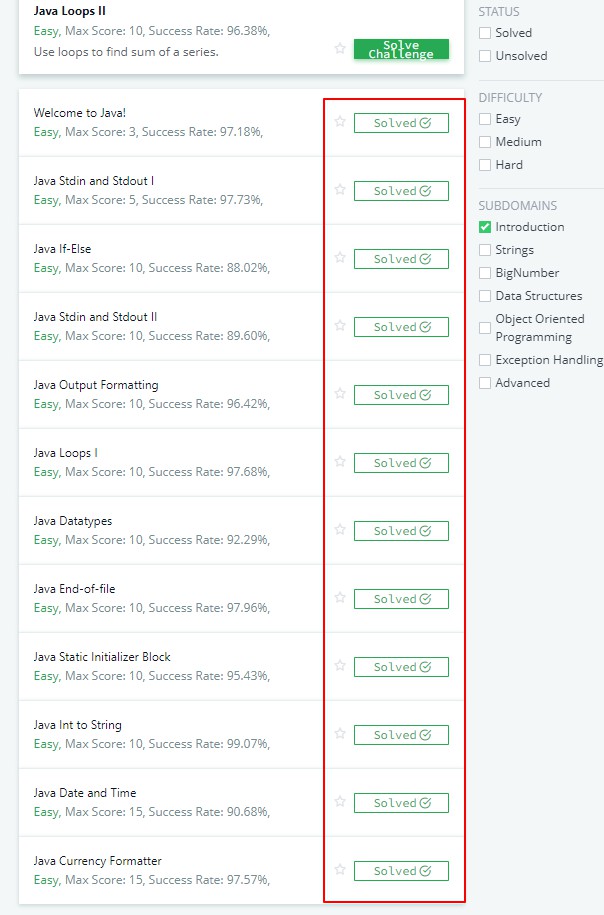 Java Loops II
Easy, Max Score: 10, Success Rate: 96.38%,
Use loops to find sum of a series.
Solve
Challenge
Welcome to Java!
Easy, Max Score: 3, Success Rate: 97.18%,
Solved
Java Stdin and Stdout I
Easy, Max Score: 5, Success Rate: 97.73%,
Solved
Java If-Else
Easy, Max Score: 10, Success Rate: 88.02%,
Solved
Java Stdin and Stdout II
Easy, Max Score: 10, Success Rate: 89.60%,
Solved
Java Output Formatting
Easy, Max Score: 10, Success Rate: 96.42%,
Solved
Java Loops I
Easy, Max Score: 10, Success Rate: 97.68%,
Solved
Java Datatypes
Easy, Max Score: 10, Success Rate: 92.29%,
Solved
Java End-of-file
Easy, Max Score: 10, Success Rate: 97.96%,
Solved
Java Static Initializer Block
Easy, Max Score: 10, Success Rate: 95.43%,
Solved
Java Int to String
Easy, Max Score: 10, Success Rate: 99.07%,
Solved
Java Date and Time
Easy, Max Score: 15, Success Rate: 90.68%,
Solved
Java Currency Formatter
Easy, Max Score: 15, Success Rate: 97.57%,
Solved
STATUS
Solved
Unsolved
DIFFICULTY
Easy
Medium
Hard
SUBDOMAINS
Introduction
Strings
BigNumber
Data Structures
Object Oriented
Programming
Exception Handling
Advanced